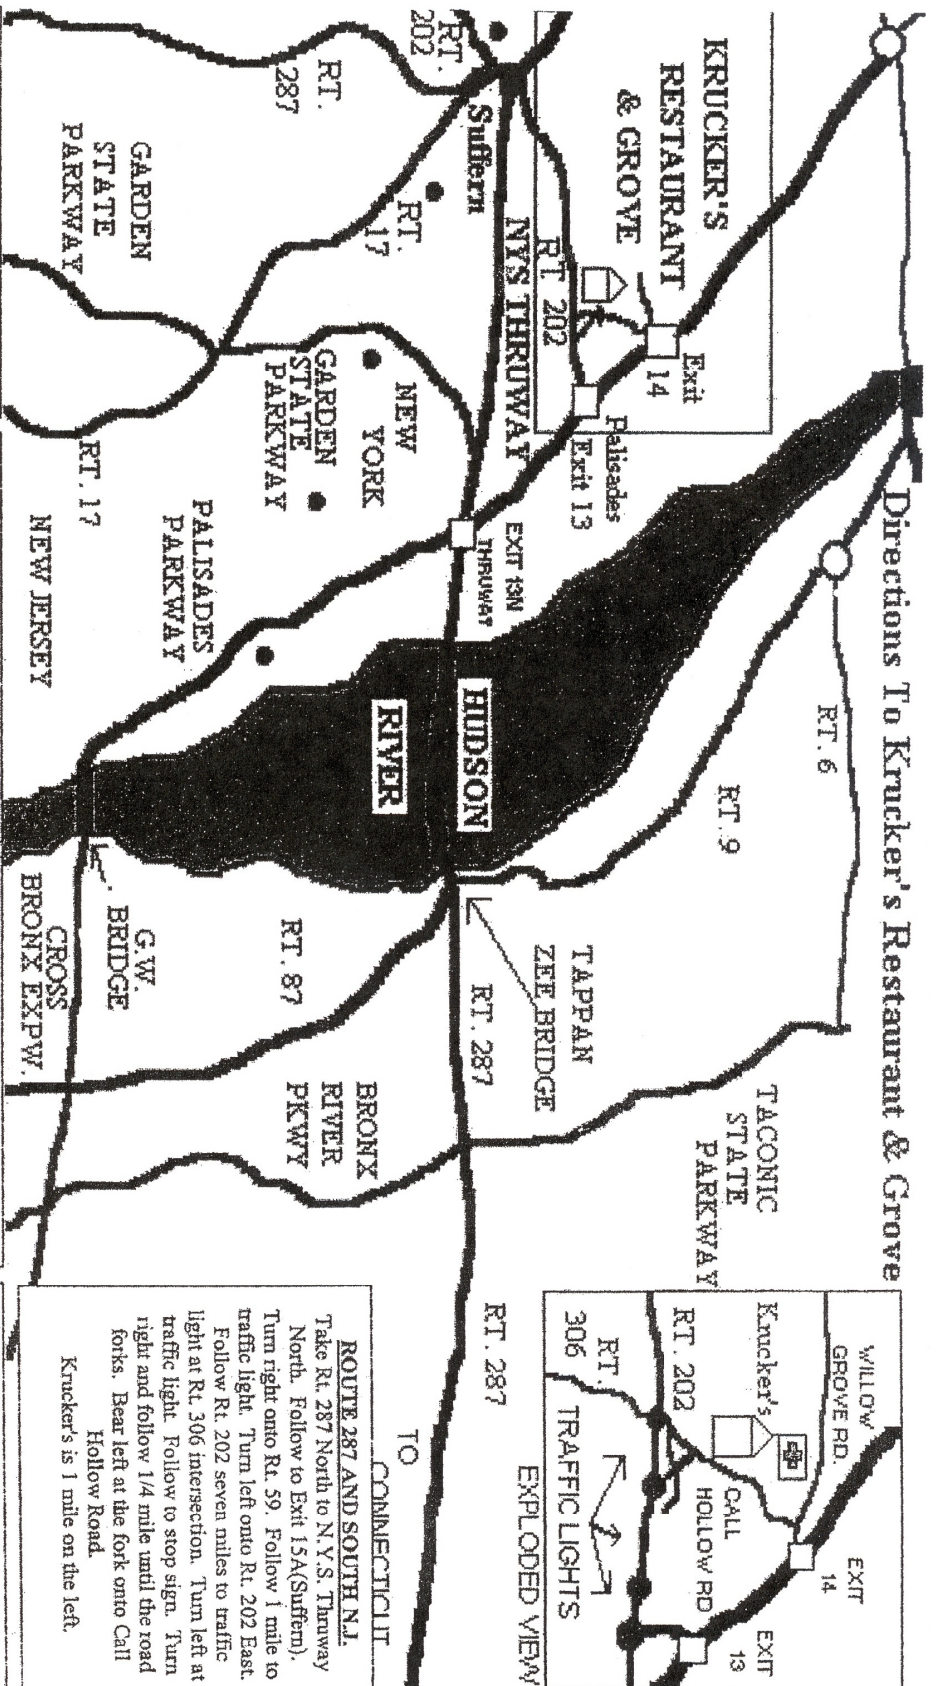 Directions To Krucker's Restaurant & Grove
KRUCKER'S
RESTAURANT
& GROVE
Exit
14
Palisades
Exit 13
RT. 202
NYS THRUWAY
Suffern
RT.
202
RT.
287
RT.
17
GARDEN
STATE
PARKWAY
GARDEN
STATE
PARKWAY
NEW
YORK
RT. 17
NEW JERSEY
PALISADES
PARKWAY
EXIT 13N
THRUWAY
HUDSON
RIVER
RT. 6
RT. 9
TAPPAN
ZEE BRIDGE
RT. 287
RT. 87
G.W.
BRIDGE
CROSS
BRONX EXPW.
BRONX
RIVER
PKWY
TACONIC
STATE
PARKWAY
RT. 287
TO
CONNECTICUT
WILLOW
GROVE RD.
Krucker's
RT. 202
RT.
306
CALL
HOLLOW RD
EXIT
14
EXIT
13
TRAFFIC LIGHTS
EXPLODED VIEW
ROUTE 287 AND SOUTH N.J.
Take Rt. 287 North to N.Y.S. Thruway
North. Follow to Exit 15A(Suffern).
Turn right onto Rt. 59. Follow 1 mile to
traffic light. Turn left onto Rt. 202 East.
Follow Rt. 202 seven miles to traffic
light at Rt. 306 intersection. Turn left at
traffic light. Follow to stop sign. Turn
right and follow 1/4 mile until the road
forks. Bear left at the fork onto Call
Hollow Road.
Krucker's is 1 mile on the left.